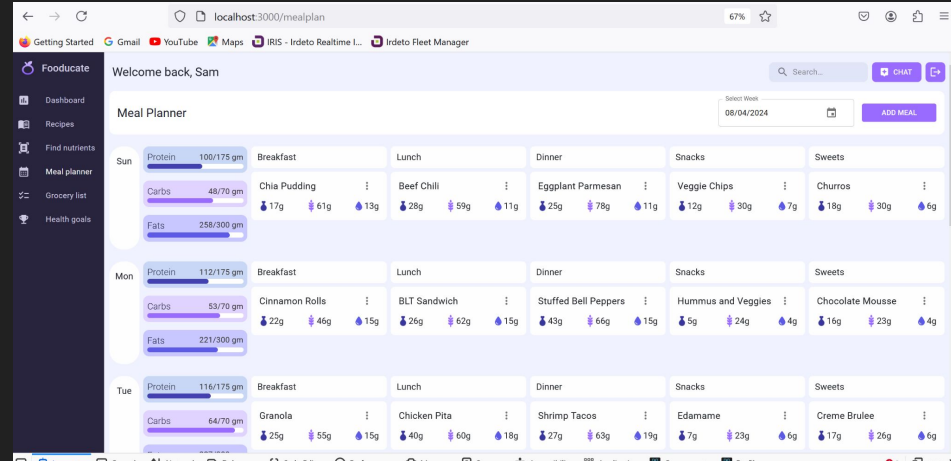 localhost:3000/mealplan
67%
Getting Started Gmail YouTube Maps IRIS - Irdeto Realtime I... Irdeto Fleet Manager
Fooducate
Welcome back, Sam
Search..
CHAT
Dashboard
Recipes
Find nutrients
Meal planner
Grocery list
Health goals
Meal Planner
Select Week
08/04/2024
ADD MEAL
Sun
Protein 100/175 gm
Carbs 48/70 gm
Fats 258/300 gm
Breakfast Lunch Dinner Snacks Sweets
Chia Pudding Beef Chili Eggplant Parmesan Veggie Chips Churros
17g 61g 13g 28g 59g 11g 25g 78g 11g 12g 30g 7g 18g 30g 6g
Mon
Protein 112/175 gm
Carbs 53/70 gm
Fats 221/300 gm
Breakfast Lunch Dinner Snacks Sweets
Cinnamon Rolls BLT Sandwich Stuffed Bell Peppers Hummus and Veggies Chocolate Mousse
22g 46g 15g 26g 62g 15g 43g 66g 15g 5g 24g 4g 16g 23g 4g
Tue
Protein 116/175 gm
Carbs 64/70 gm
Breakfast Lunch Dinner Snacks Sweets
Granola Chicken Pita Shrimp Tacos Edamame Creme Brulee
25g 55g 15g 40g 60g 18g 27g 63g 19g 7g 23g 6g 17g 26g 6g